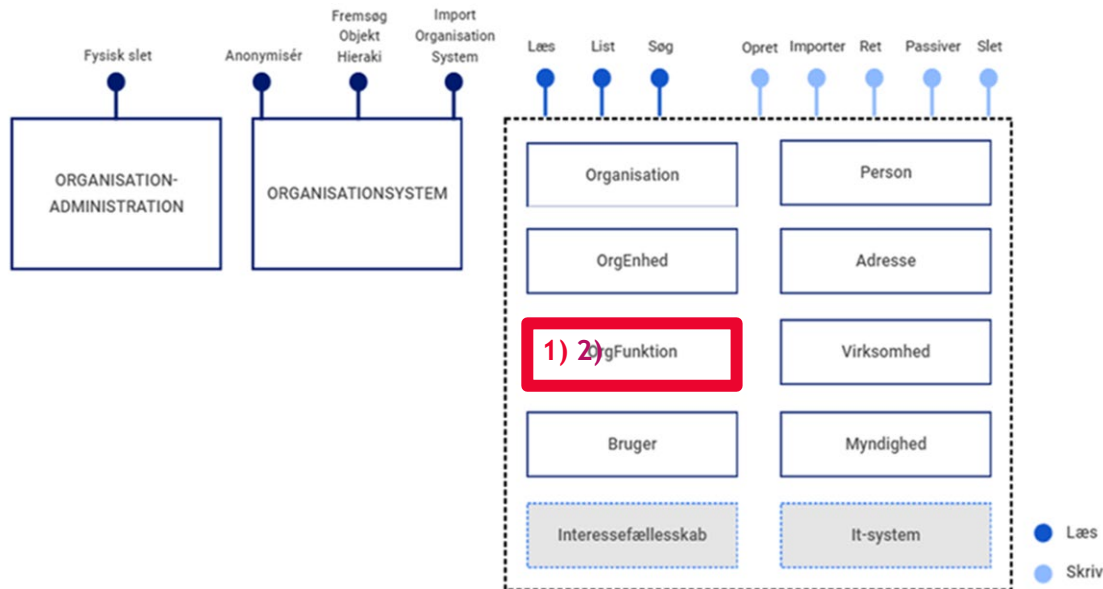 Fysisk slet
Anonymisér
Fremsøg
Objekt
Hieraki
Import
Organisation
System
Læs
List
Søg
Opret
Importer
Ret
Passiver
Slet
ORGANISATION-
ADMINISTRATION
ORGANISATIONSYSTEM
Organisation
Person
OrgEnhed
Adresse
1) 2)
OrgFunktion
Virksomhed
Bruger
Myndighed
Interessefællesskab
It-system
Læs
Skriv